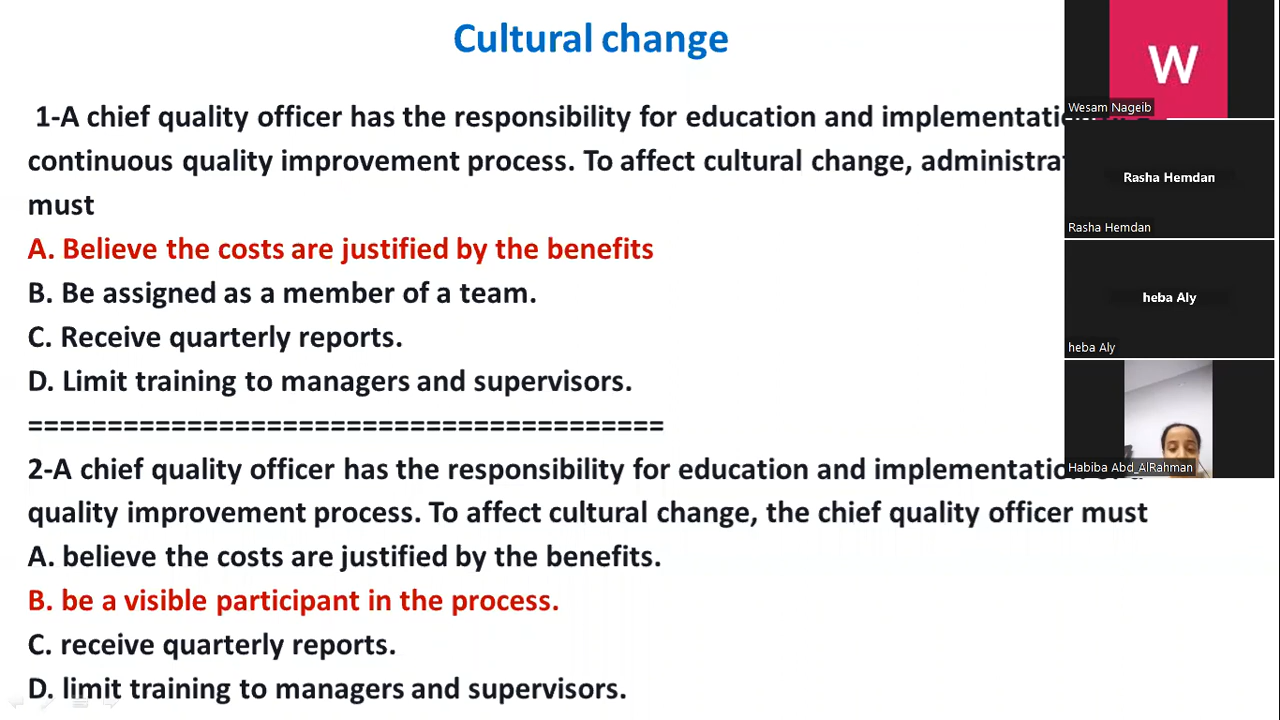 Cultural change
1-A chief quality officer has the responsibility for education and implementation
continuous quality improvement process. To affect cultural change,
must
A. Believe the costs are justified by the benefits
B. Be assigned as a member of a team.
C. Receive quarterly reports.
D. Limit training to managers and supervisors.
========================================
2-A chief quality officer has the responsibility for education and implementation
quality improvement process. To affect cultural change, the chief quality officer must
A. believe the costs are justified by the benefits.
B. be a visible participant in the process.
C. receive quarterly reports.
D. limit training to managers and supervisors.
W
Wesam Nageib
Rasha Hemdan
Rasha Hemdan
heba Aly
heba Aly
Habiba Abd_AlRahman